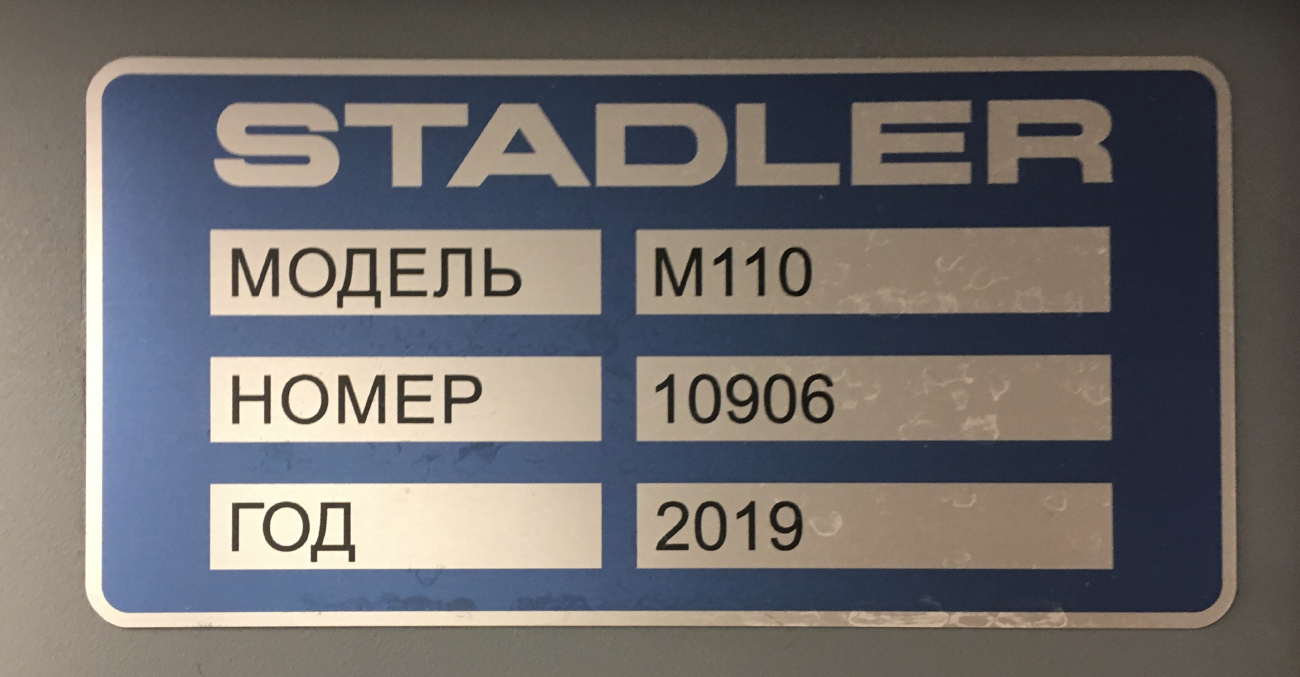 STADLER
МОДЕЛЬ M110
НОМЕР 10906
ГОД 2019